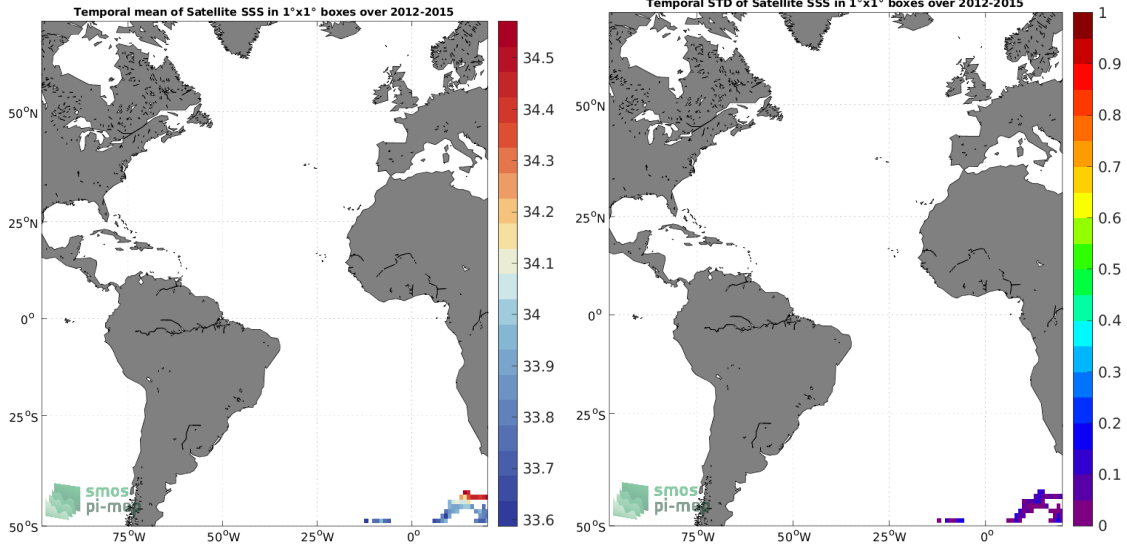 Temporal mean of Satellite SSS in 1°x1° boxes over 2012-2015
50°N
25°N
0°
25°S
50°S
75°W
50°W
25°W
0°
34.5
34.4
34.3
34.2
34.1
34
33.9
33.8
33.7
33.6
smos
Temporal STD of Satellite SSS in 1°x1° boxes over 2012-2015
50°N
25°N
0°
25°S
50°S
75°W
50°W
25°W
0°
1
0.9
0.8
0.7
0.6
0.5
0.4
0.3
0.2
0.1
0
smos